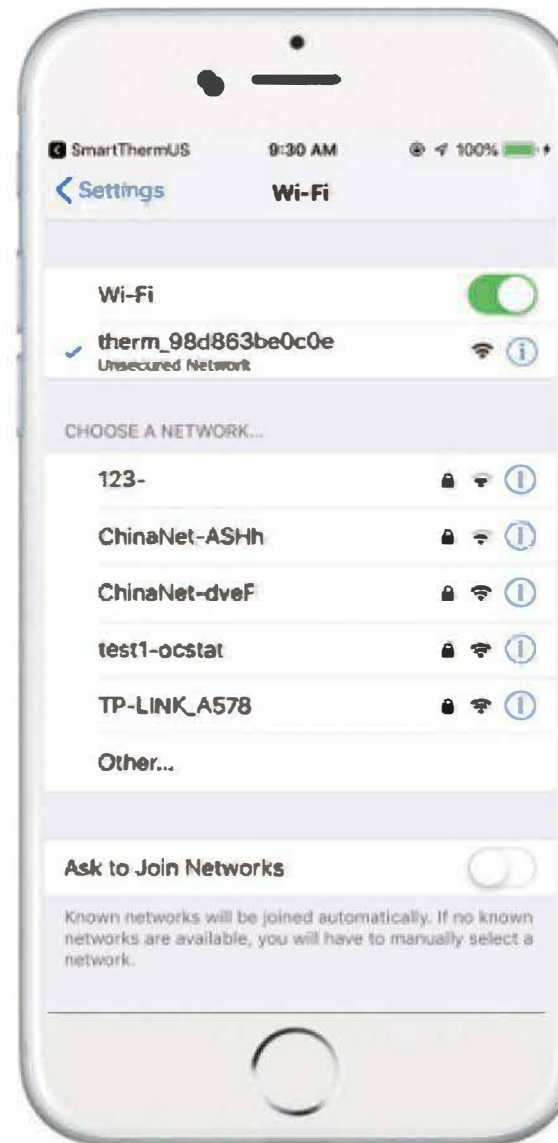 SmartThermUS 9:30 AM 100%
Settings Wi-Fi
Wi-Fi
therm_98d863be0c0e
Unsecured Network
CHOOSE A NETWORK...
123-
ChinaNet-ASHh
ChinaNet-dveF
test1-ocstat
TP-LINK_A578
Other...
Ask to Join Networks
Known networks will be joined automatically. If no known
networks are available, you will have to manually select a
network.